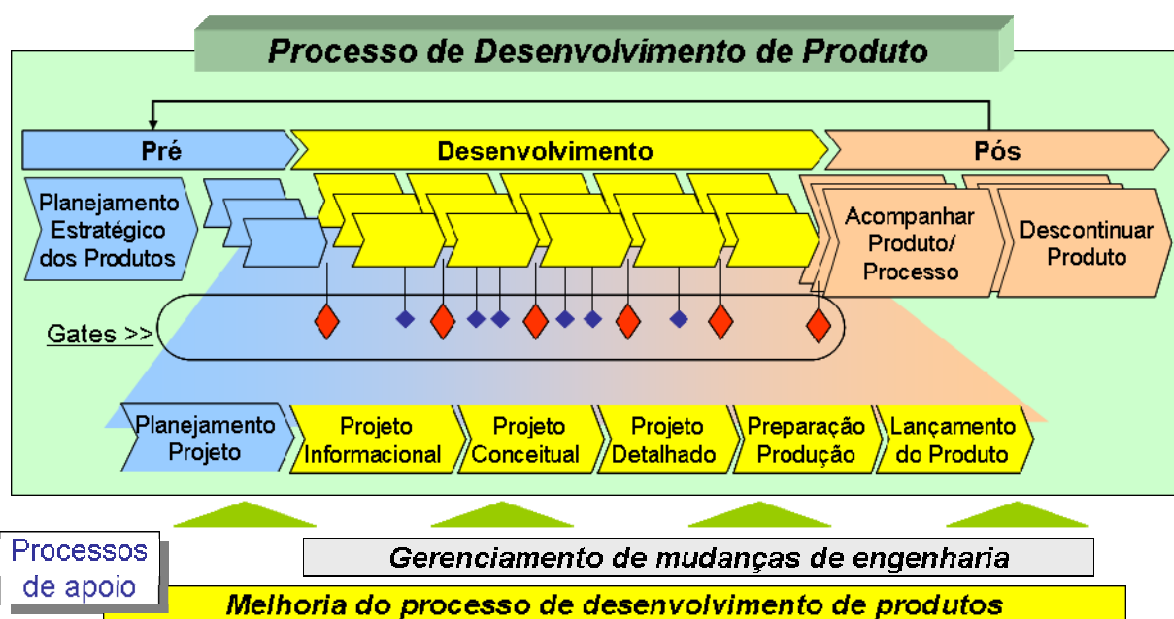 Processo de Desenvolvimento de Produto
Pré
Desenvolvimento
Pós
Planejamento
Estratégico
dos Produtos
Acompanhar
Produto/
Processo
Descontinuar
Produto
Gates >>
Planejamento
Projeto
Projeto
Informacional
Projeto
Conceitual
Projeto
Detalhado
Preparação
Produção
Lançamento
do Produto
Processos
de apoio
Gerenciamento de mudanças de engenharia
Melhoria do processo de desenvolvimento de produtos